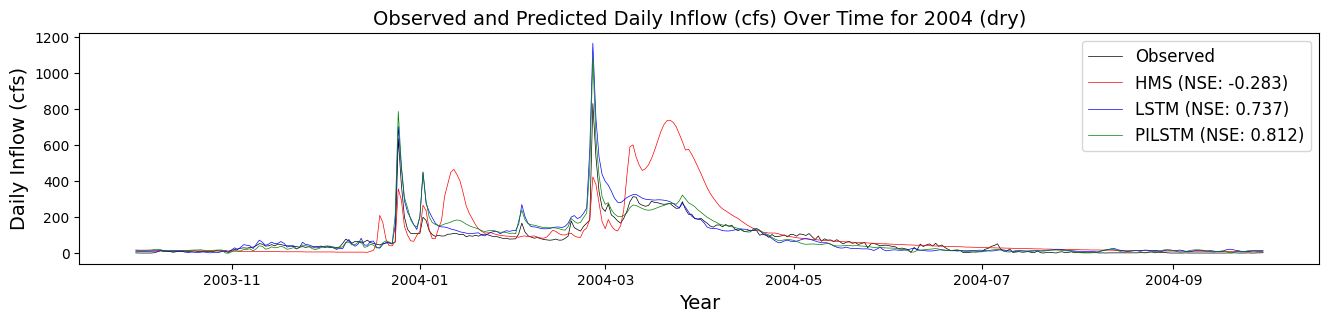 Observed and Predicted Daily Inflow (cfs) Over Time for 2004 (dry)
Daily Inflow (cfs)
1200
1000
800
600
400
200
0
Observed
HMS (NSE: -0.283)
LSTM (NSE: 0.737)
PILSTM (NSE: 0.812)
2003-11
2004-01
2004-03
2004-05
2004-07
2004-09
Year